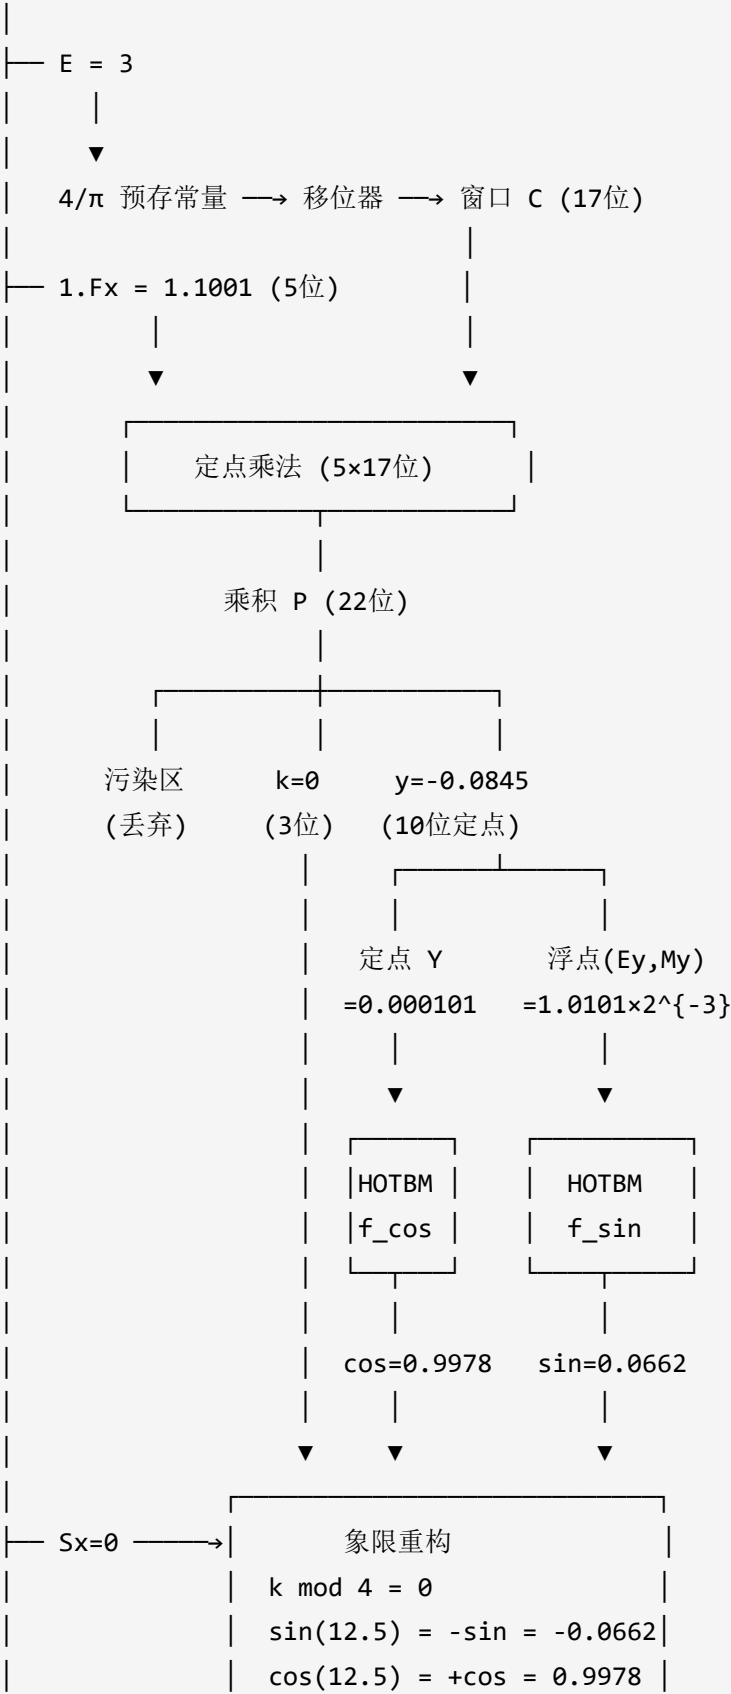 E = 3
4/π 预存常量 ──→ 移位器 ──→ 窗口 C (17位)
1.Fx = 1.1001 (5位)
定点乘法 (5×17位)
乘积 P (22位)
污染区 k=0 y=-0.0845
(丢弃) (3位) (10位定点)
定点 Y 浮点(Ey,My)
=0.000101 =1.0101×2^{-3}
HOTBM HOTBM
f_cos f_sin
cos=0.9978 sin=0.0662
Sx=0 ─────→ 象限重构
k mod 4 = 0
sin(12.5) = -sin = -0.0662
cos(12.5) = +cos = 0.9978